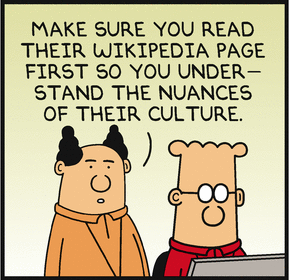 MAKE SURE YOU READ
THEIR WIKIPEDIA PAGE
FIRST SO YOU UNDER–
STAND THE NUANCES
OF THEIR CULTURE.